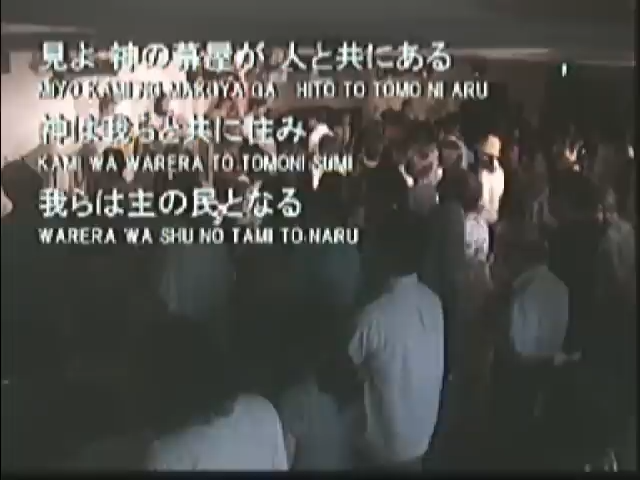 見よ 神の幕屋が 人と共にある
MIYO KAMI NO MAKUYA GA HITO TO TOMO NI ARU
神は我らと共に住み
KAMI WA WARERA TO TOMONI SUMI
我らは主の民となる
WARERA WA SHU NO TAMI TO NARU